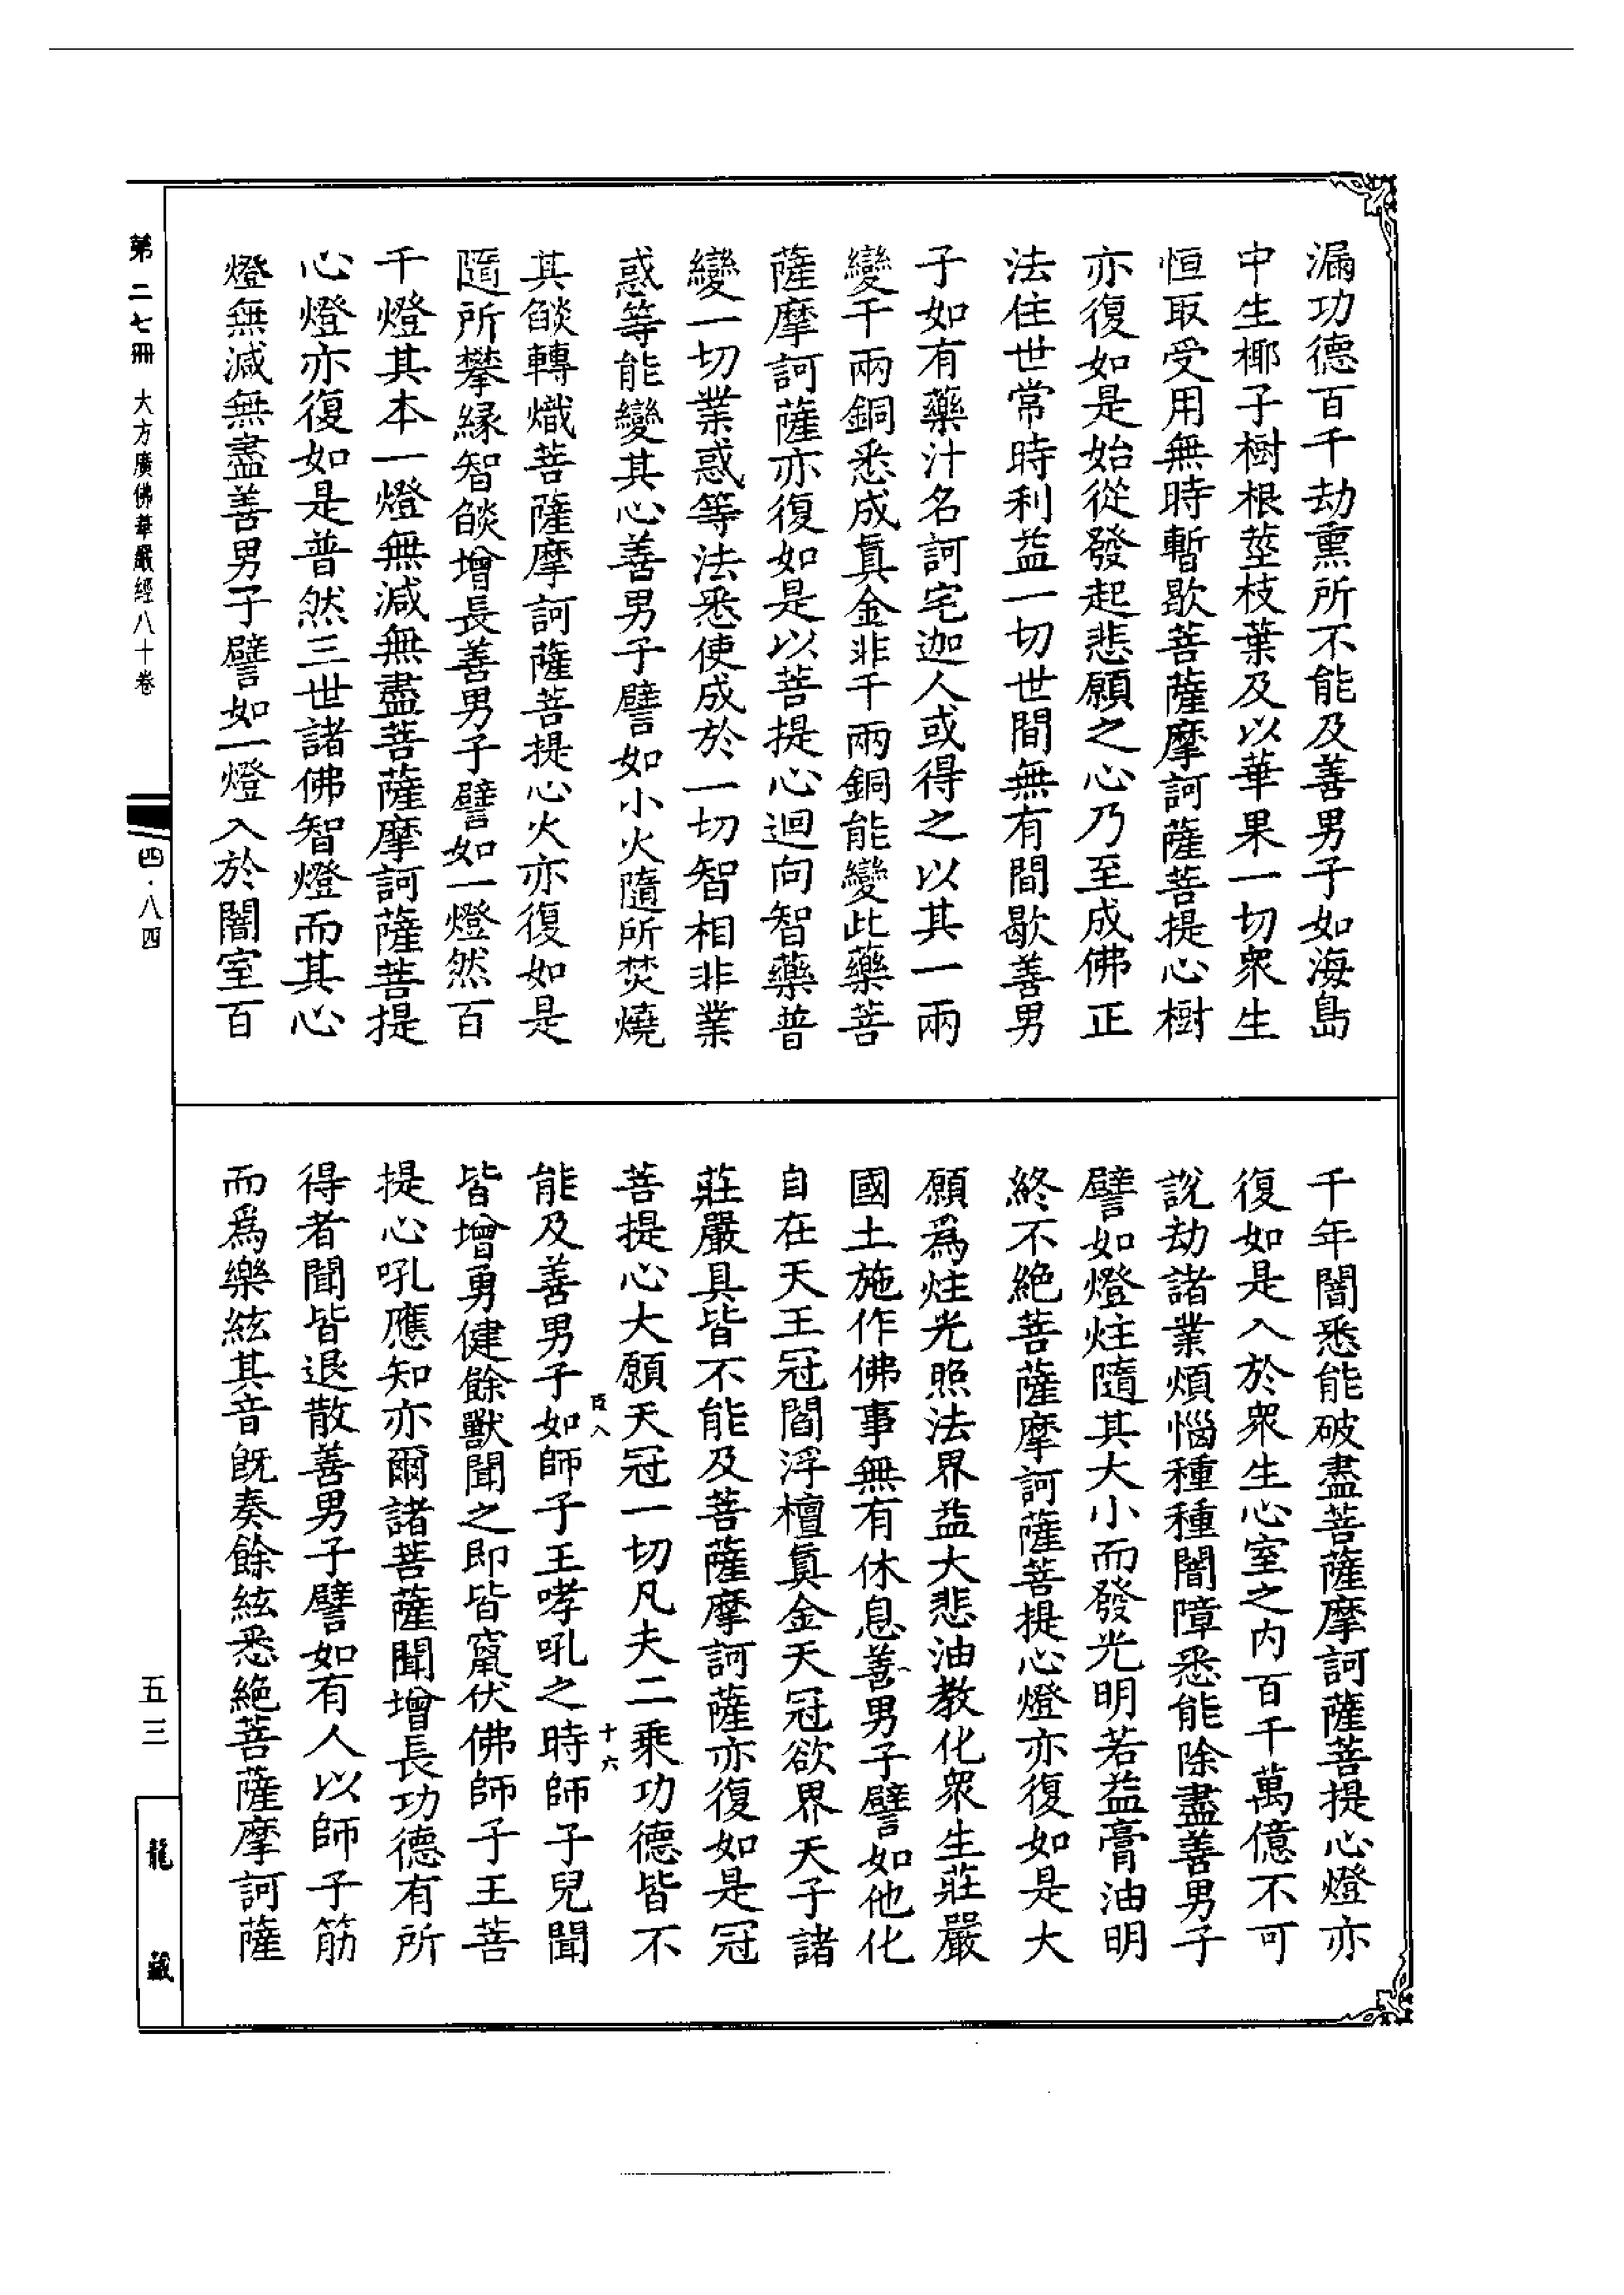 漏功德百千劫熏所不能及善男子如海島
中生椰子樹根莖枝葉及以華果一切衆生
恒取受用無時暫歇菩薩摩訶薩菩提心樹
亦復如是始從發起悲願之心乃至成佛正
法住世常時利益一切世間無有間歇善男
子如有藥汁名訶宅迦人或得之以其一兩
變千兩銅悉成眞金非千兩銅能變此藥菩
薩摩訶薩亦復如是以菩提心迴向智藥普
變一切業惑等法悉使成於一切智相非業
惑等能變其心善男子譬如小火隨所焚燒
其燄轉熾菩薩摩訶薩菩提心火亦復如是
隨所攀緣智燄增長善男子譬如一燈然百
千燈其本一燈無減無盡菩薩摩訶薩菩提
心燈亦復如是普然三世諸佛智燈而其心
燈無減無盡善男子譬如一燈入於闇室百
千年闇悉能破盡菩薩摩訶薩菩提心燈亦
復如是入於衆生心室之內百千萬億不可
說劫諸業煩惱種種闇障悉能除盡善男子
譬如燈炷隨其大小而發光明若益膏油明
終不絕菩薩摩訶薩菩提心燈亦復如是大
願爲炷光照法界益大悲油教化衆生莊嚴
國土施作佛事無有休息善男子譬如他化
自在天王冠閻浮檀眞金天冠欲界天子諸
莊嚴具皆不能及菩薩摩訶薩亦復如是冠
菩提心大願天冠一切凡夫二乘功德皆不
能及善男子如師子王哮吼之時師子兒聞
皆增勇健餘獸聞之即皆竄伏佛師子王菩
提心吼應知亦爾諸菩薩聞增長功德有所
得者聞皆退散善男子譬如有人以師子筋
而爲樂絃其音旣奏餘絃悉絕菩薩摩訶薩
十六
第二七冊 大方廣佛華嚴經八十卷
四·八四
五三
龍藏